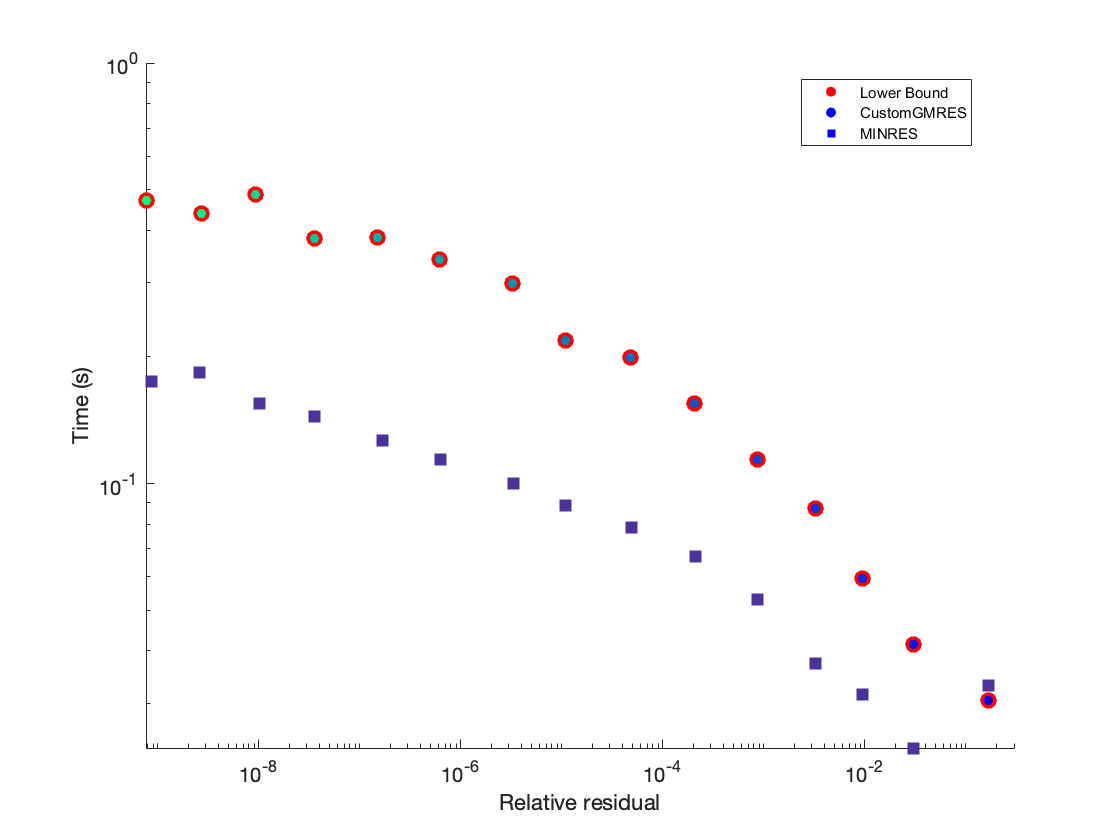 10^0
Lower Bound
CustomGMRES
MINRES
Time (s)
10^-1
10^-8 10^-6 10^-4 10^-2
Relative residual